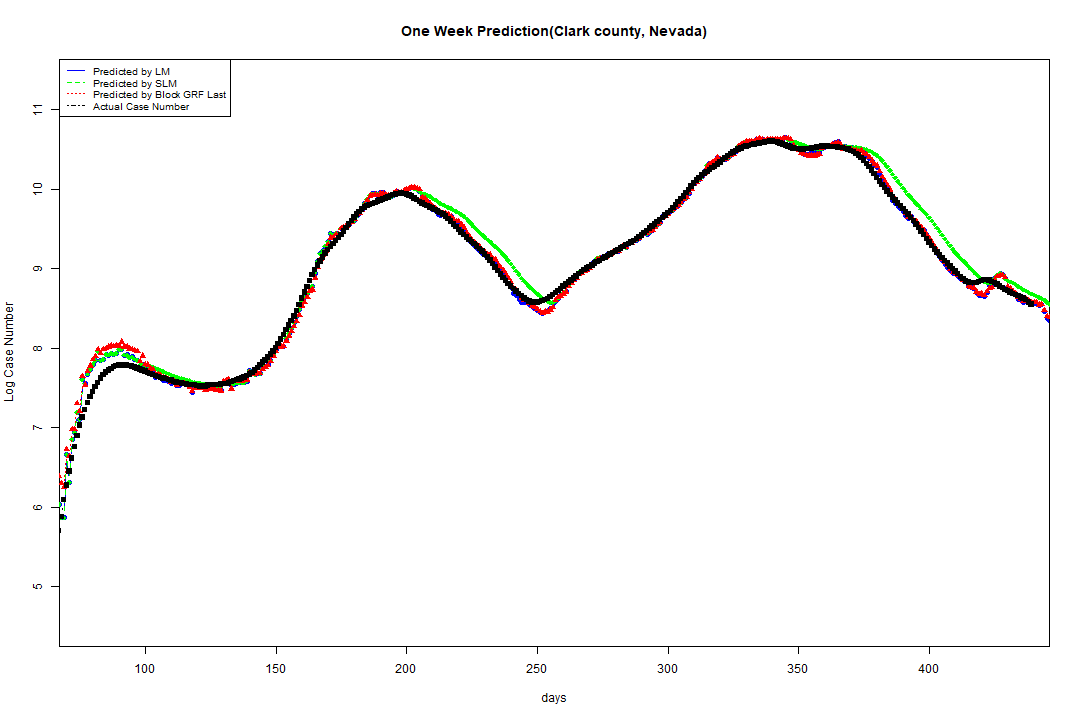 One Week Prediction(Clark county, Nevada)
Predicted by LM
Predicted by SLM
Predicted by Block GRF Last
Actual Case Number
Log Case Number
11
10
9
8
7
6
5
100 150 200 250 300 350 400
days